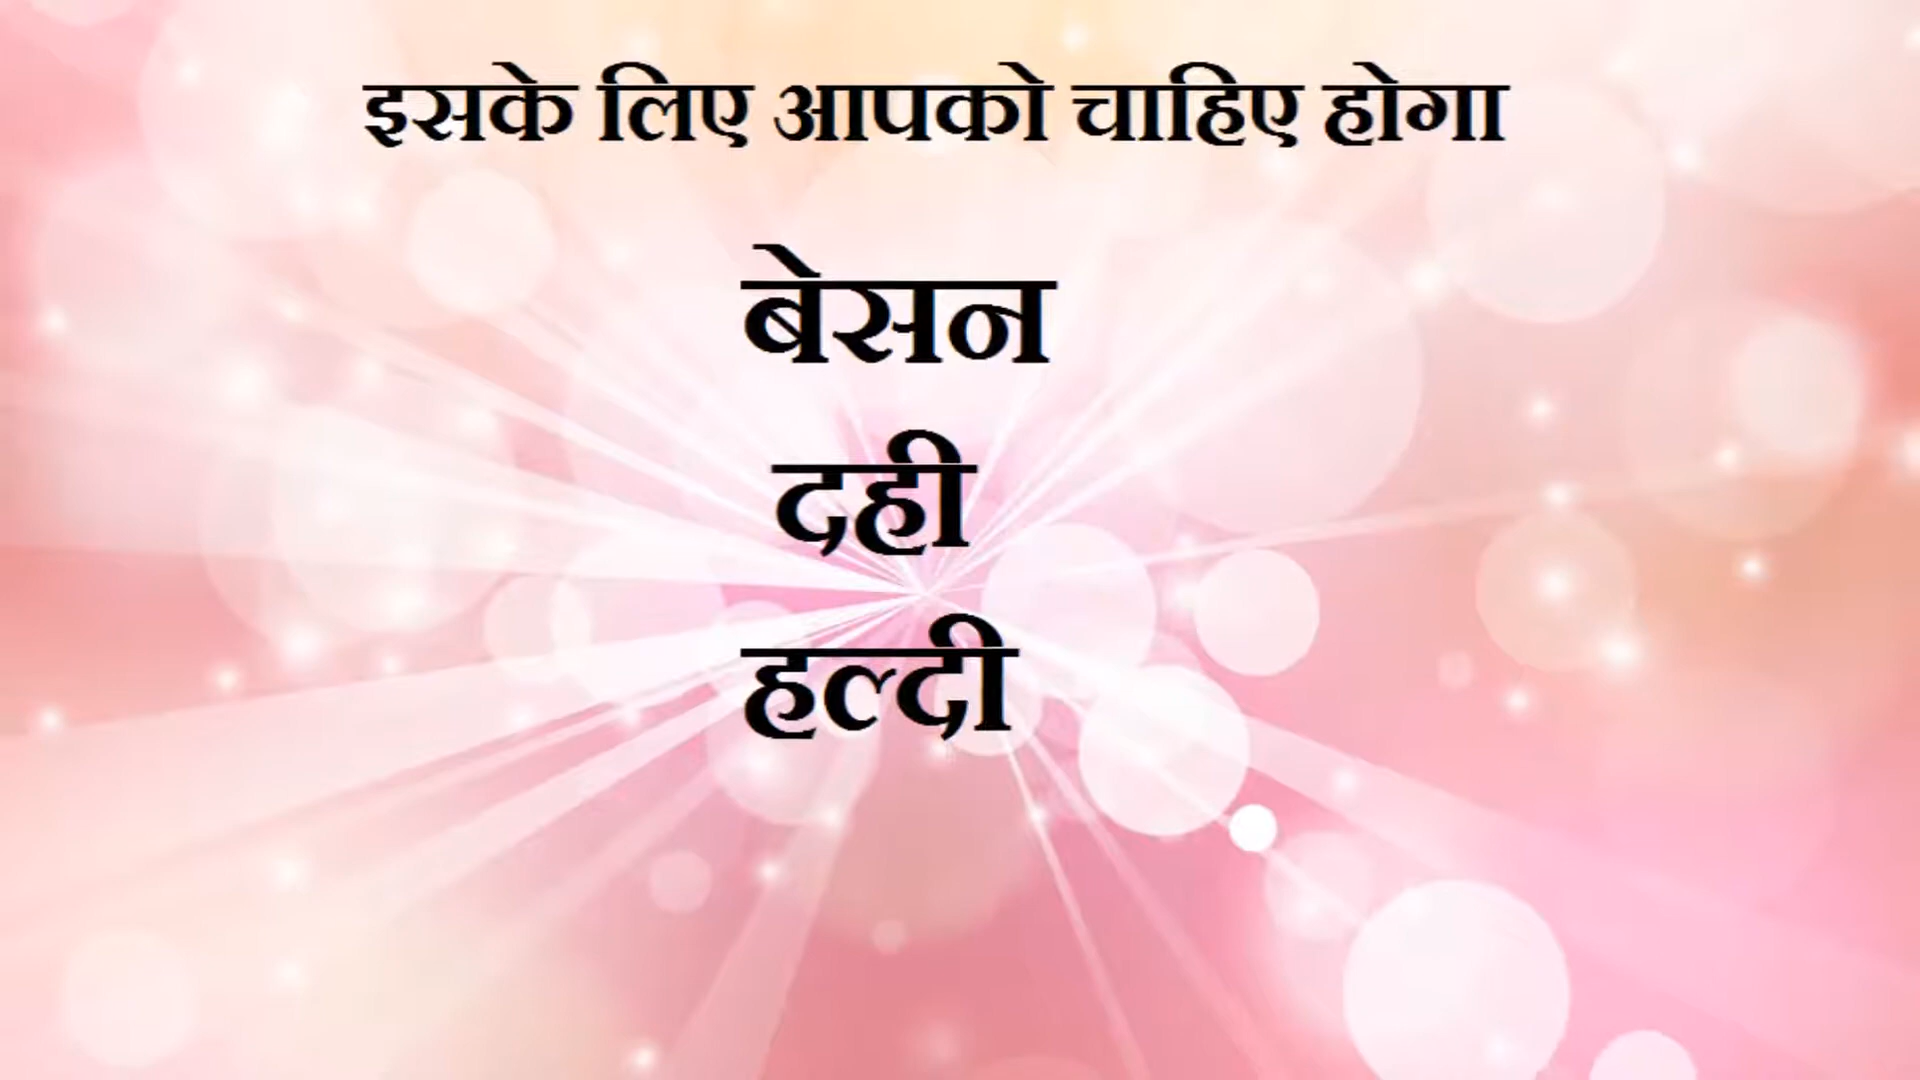 इसके लिए आपको चाहिए होगा
बेसन
दही
हल्दी